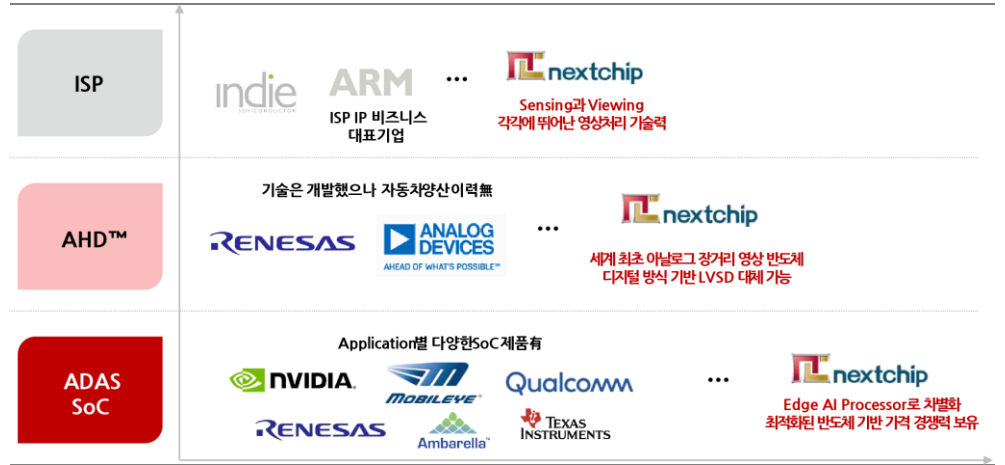 ISP
indie
SEMICONDUCTOR
ARM
ISP IP 비즈니스
대표기업
...
nextchip
Sensing과 Viewing
각각에 뛰어난 영상처리 기술력
AHD™
기술은 개발했으나 자동차양산이력無
RENESAS
ANALOG
DEVICES
AHEAD OF WHAT'S POSSIBLE™
...
nextchip
세계 최초 아날로그 장거리 영상 반도체
디지털 방식 기반 LVSD 대체 가능
ADAS
SoC
Application별 다양한SoC제품有
NVIDIA.
MOBILEYE®
Qualcomm
RENESAS
Ambarella™
TEXAS
INSTRUMENTS
...
nextchip
Edge AI Processor로 차별화
최적화된 반도체 기반 가격 경쟁력 보유